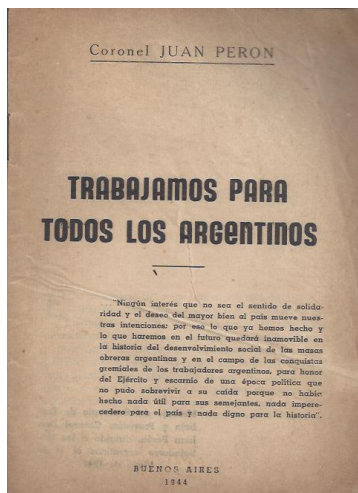 Coronel JUAN PERON
TRABAJAMOS PARA
TODOS LOS ARGENTINOS
..."Ningún interés que no sea el sentido de solida-
ridad y el deseo del mayor bien al país mueve nues-
tras intenciones; por eso lo que ya hemos hecho y
lo que haremos en el futuro quedará inamovible en
la historia del desenvolvimiento social de las masas
obreras argentinas y en el campo de las conquistas
gremiales de los trabajadores argentinos, para honor
del Ejército y escarnio de una época política que
no pudo sobrevivir a su caída porque no habíc
hecho nada útil para sus semejantes, nada impere-
cedero para el país y nada digno para la historia".
BUENOS AIRES
1944